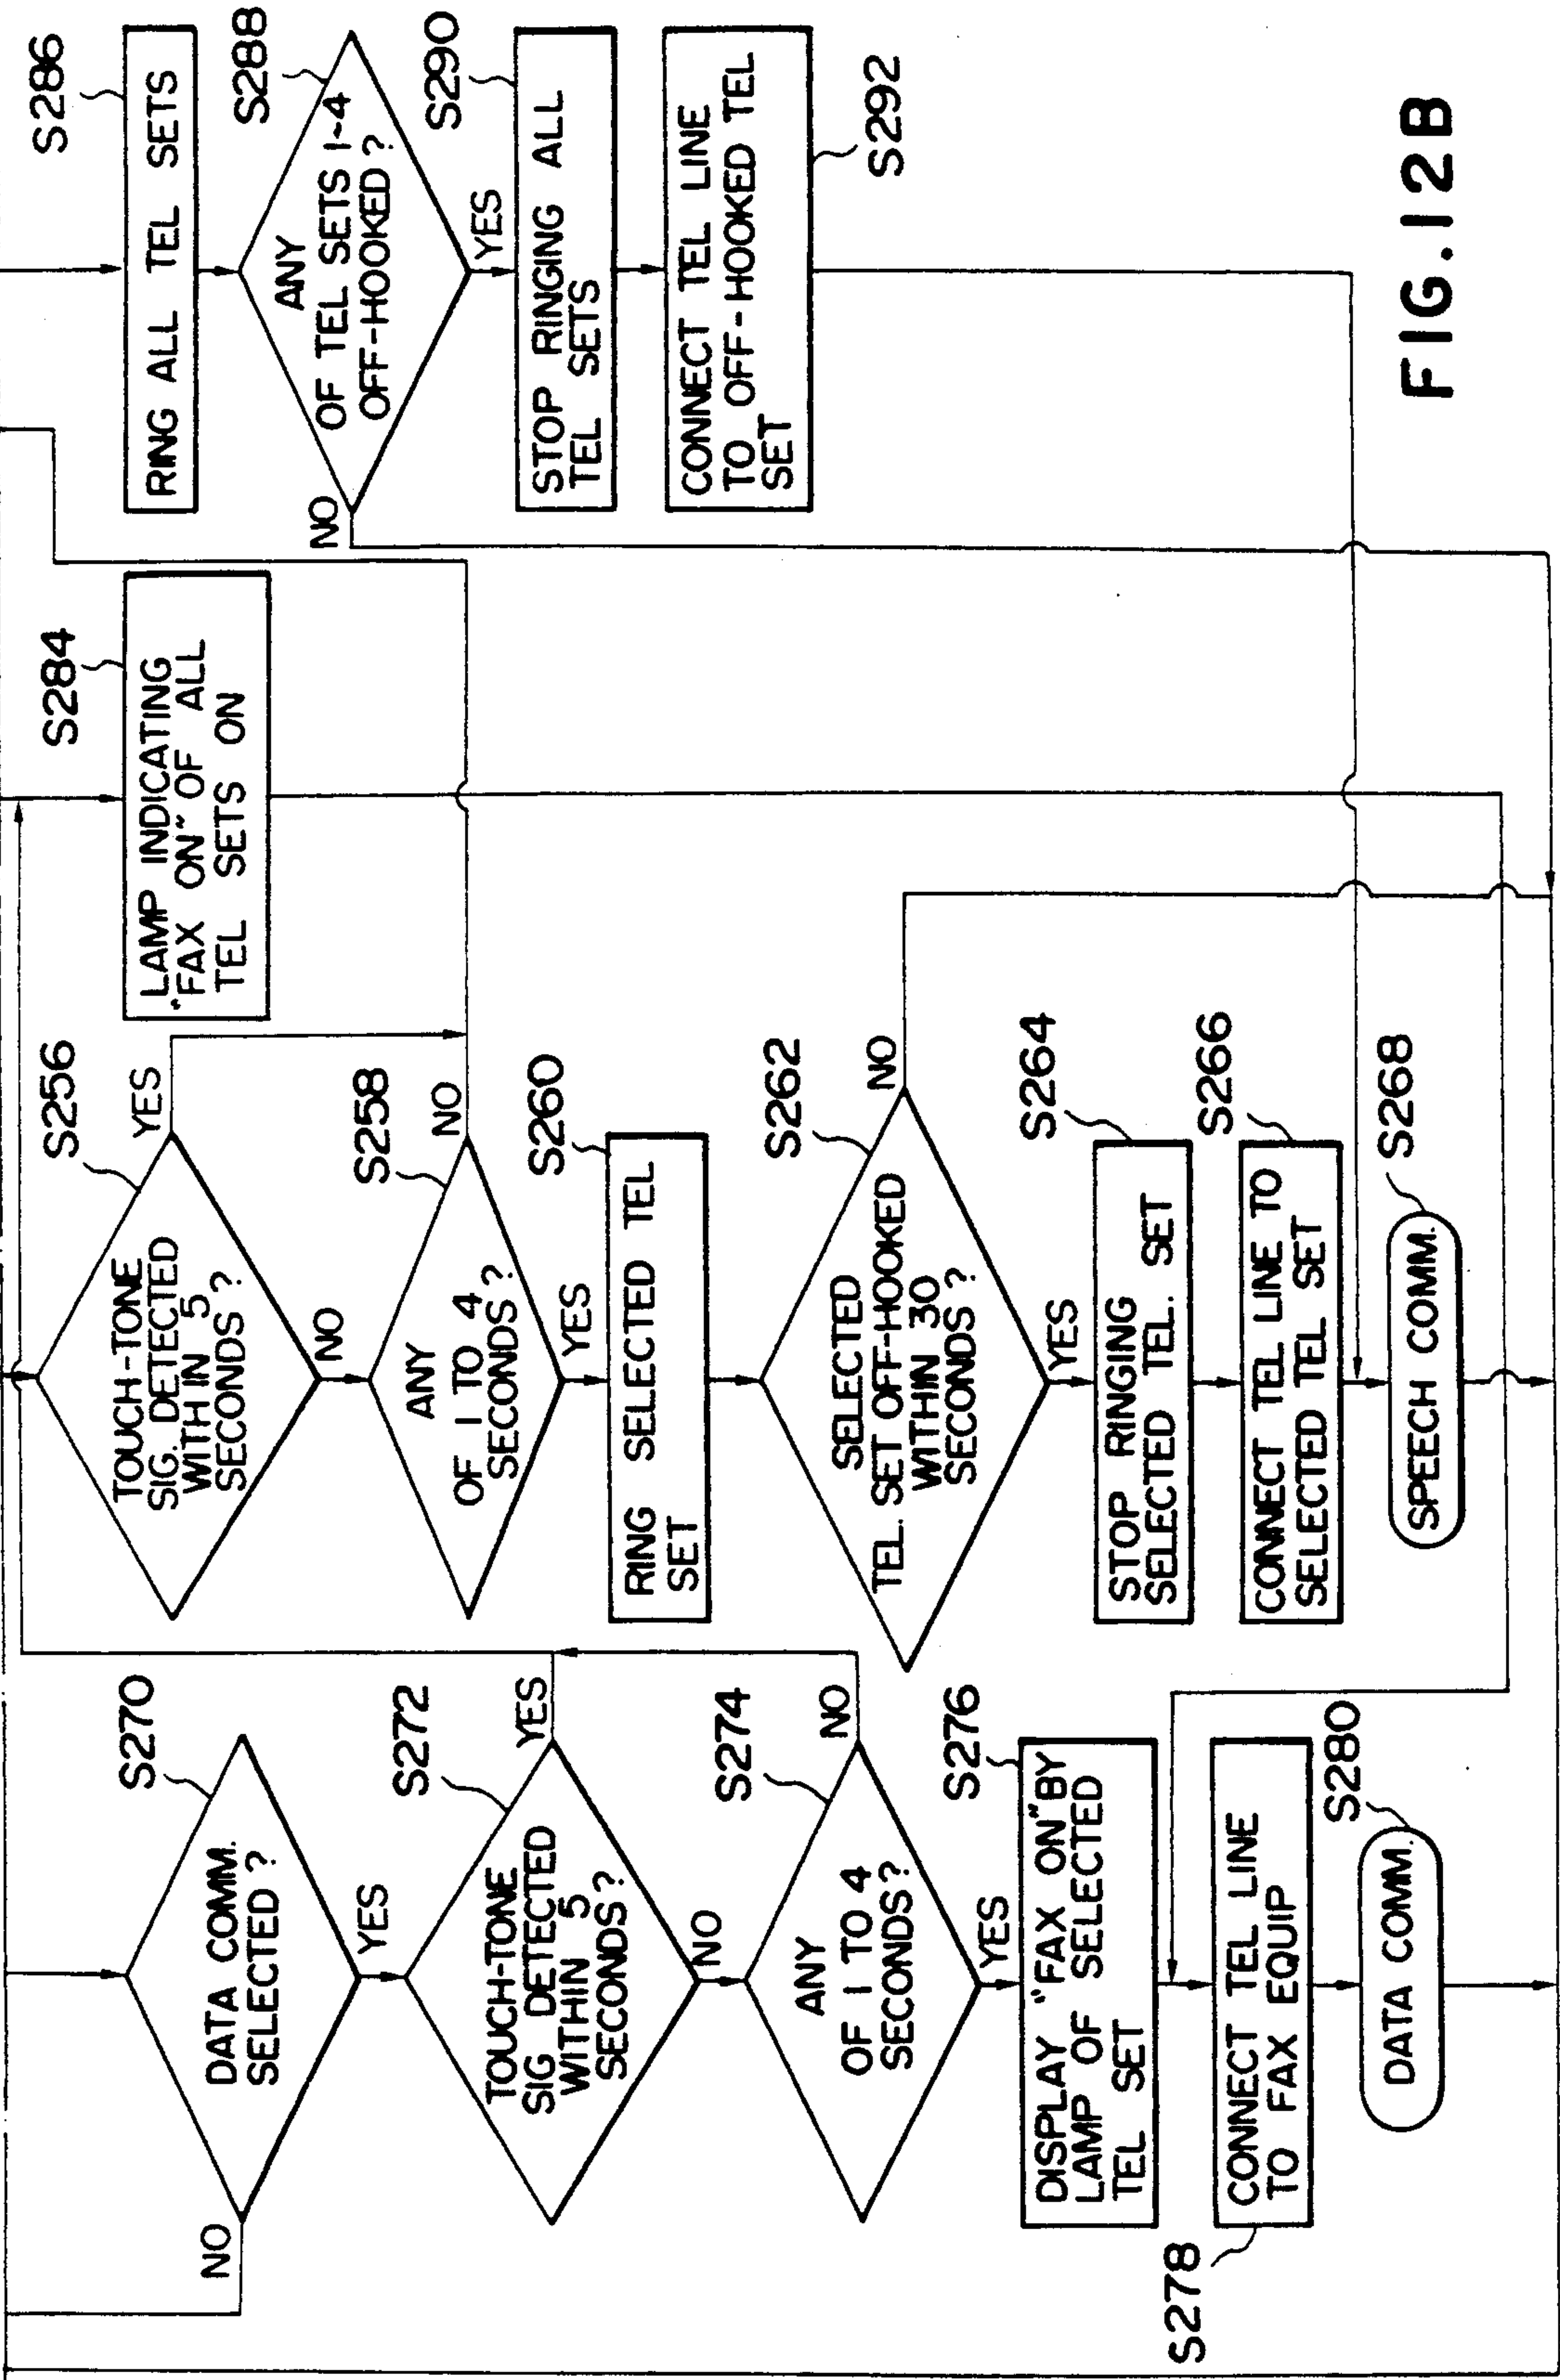 S270
DATA COMM.
SELECTED ?
NO
YES
S272
TOUCH-TONE
SIG DETECTED
WITHIN 5
SECONDS ?
YES
NO
S274
ANY
OF 1 TO 4
SECONDS?
NO
YES
S276
DISPLAY "FAX ON" BY
LAMP OF SELECTED
TEL SET
S278
CONNECT TEL LINE
TO FAX EQUIP
S280
DATA COMM.
S256
TOUCH-TONE
SIG. DETECTED
WITH IN 5
SECONDS ?
YES
NO
S258
ANY
OF 1 TO 4
SECONDS ?
NO
YES
S260
RING SELECTED TEL
SET
S262
SELECTED
TEL. SET OFF-HOOKED
WITHIN 30
SECONDS ?
NO
YES
S264
STOP RINGING
SELECTED TEL. SET
S266
CONNECT TEL LINE TO
SELECTED TEL SET
S268
SPEECH COMM.
S284
LAMP INDICATING
"FAX ON" OF ALL
TEL SETS ON
S286
RING ALL TEL SETS
S288
ANY
OF TEL SETS 1~4
OFF-HOOKED ?
NO
YES
S290
STOP RINGING ALL
TEL SETS
S292
CONNECT TEL LINE
TO OFF-HOOKED TEL
SET
FIG. 12B